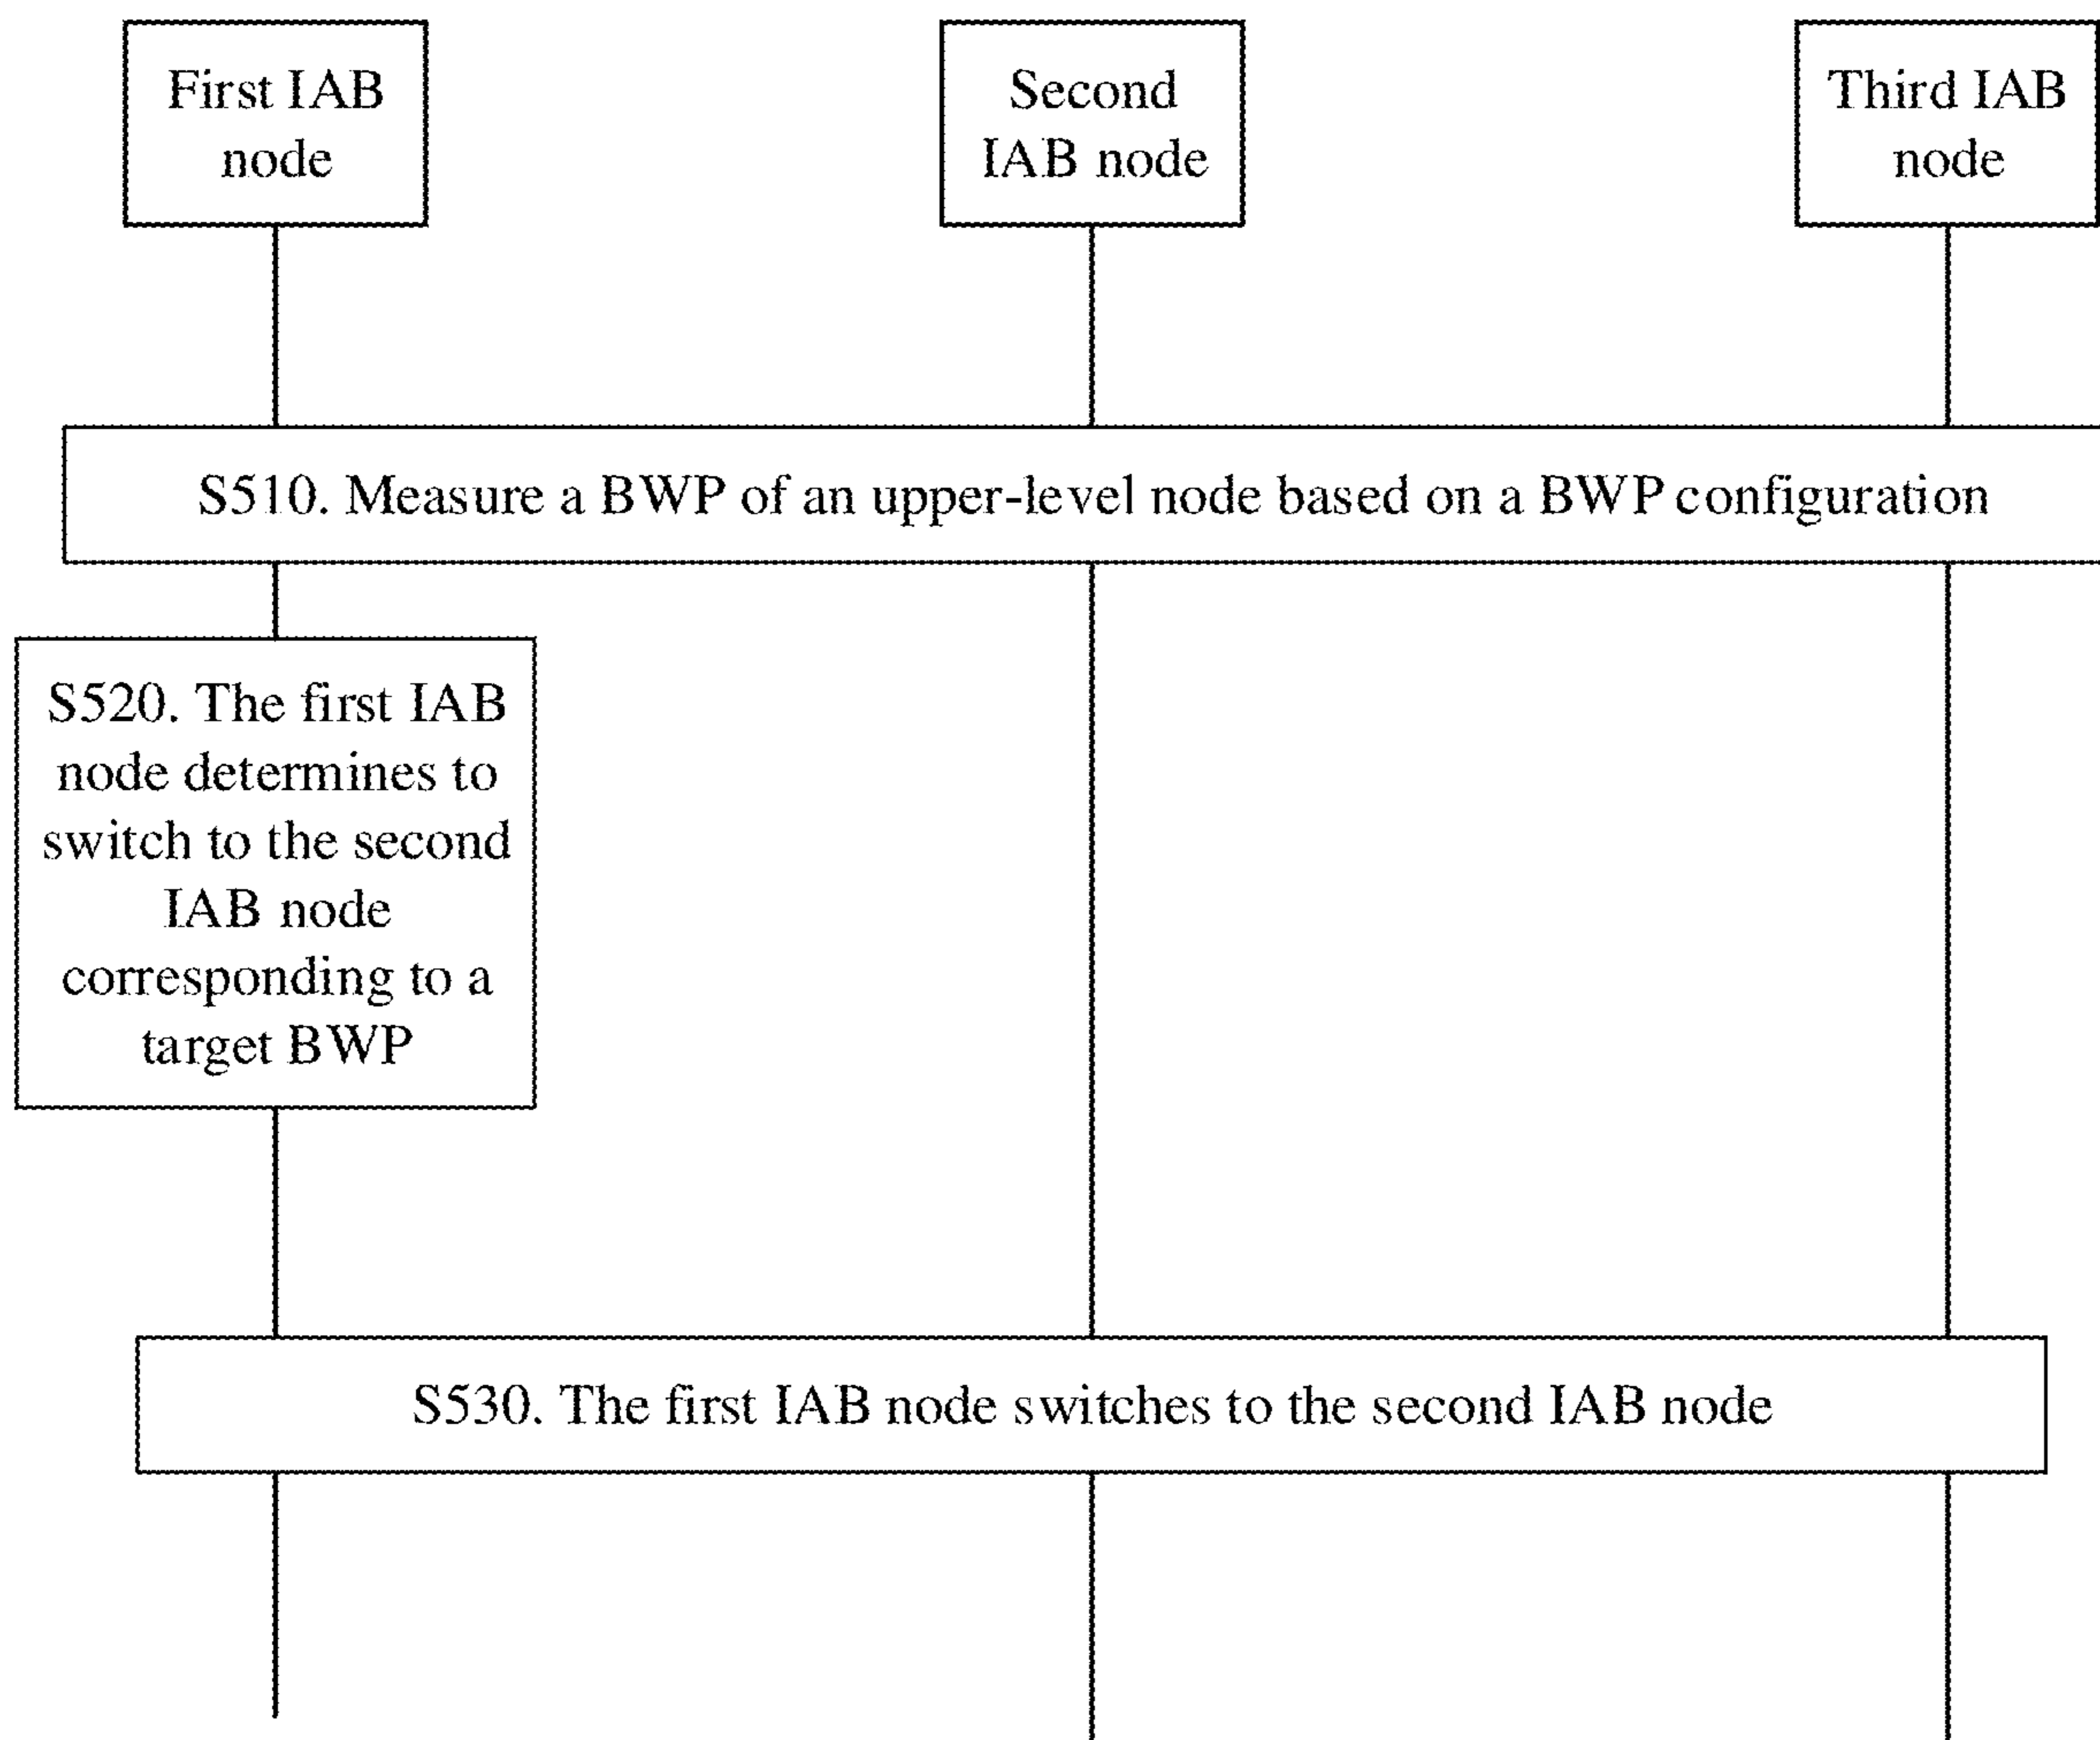 First IAB
node
Second
IAB node
Third IAB
node
S510. Measure a BWP of an upper-level node based on a BWP configuration
S520. The first IAB
node determines to
switch to the second
IAB node
corresponding to a
target BWP
S530. The first IAB node switches to the second IAB node